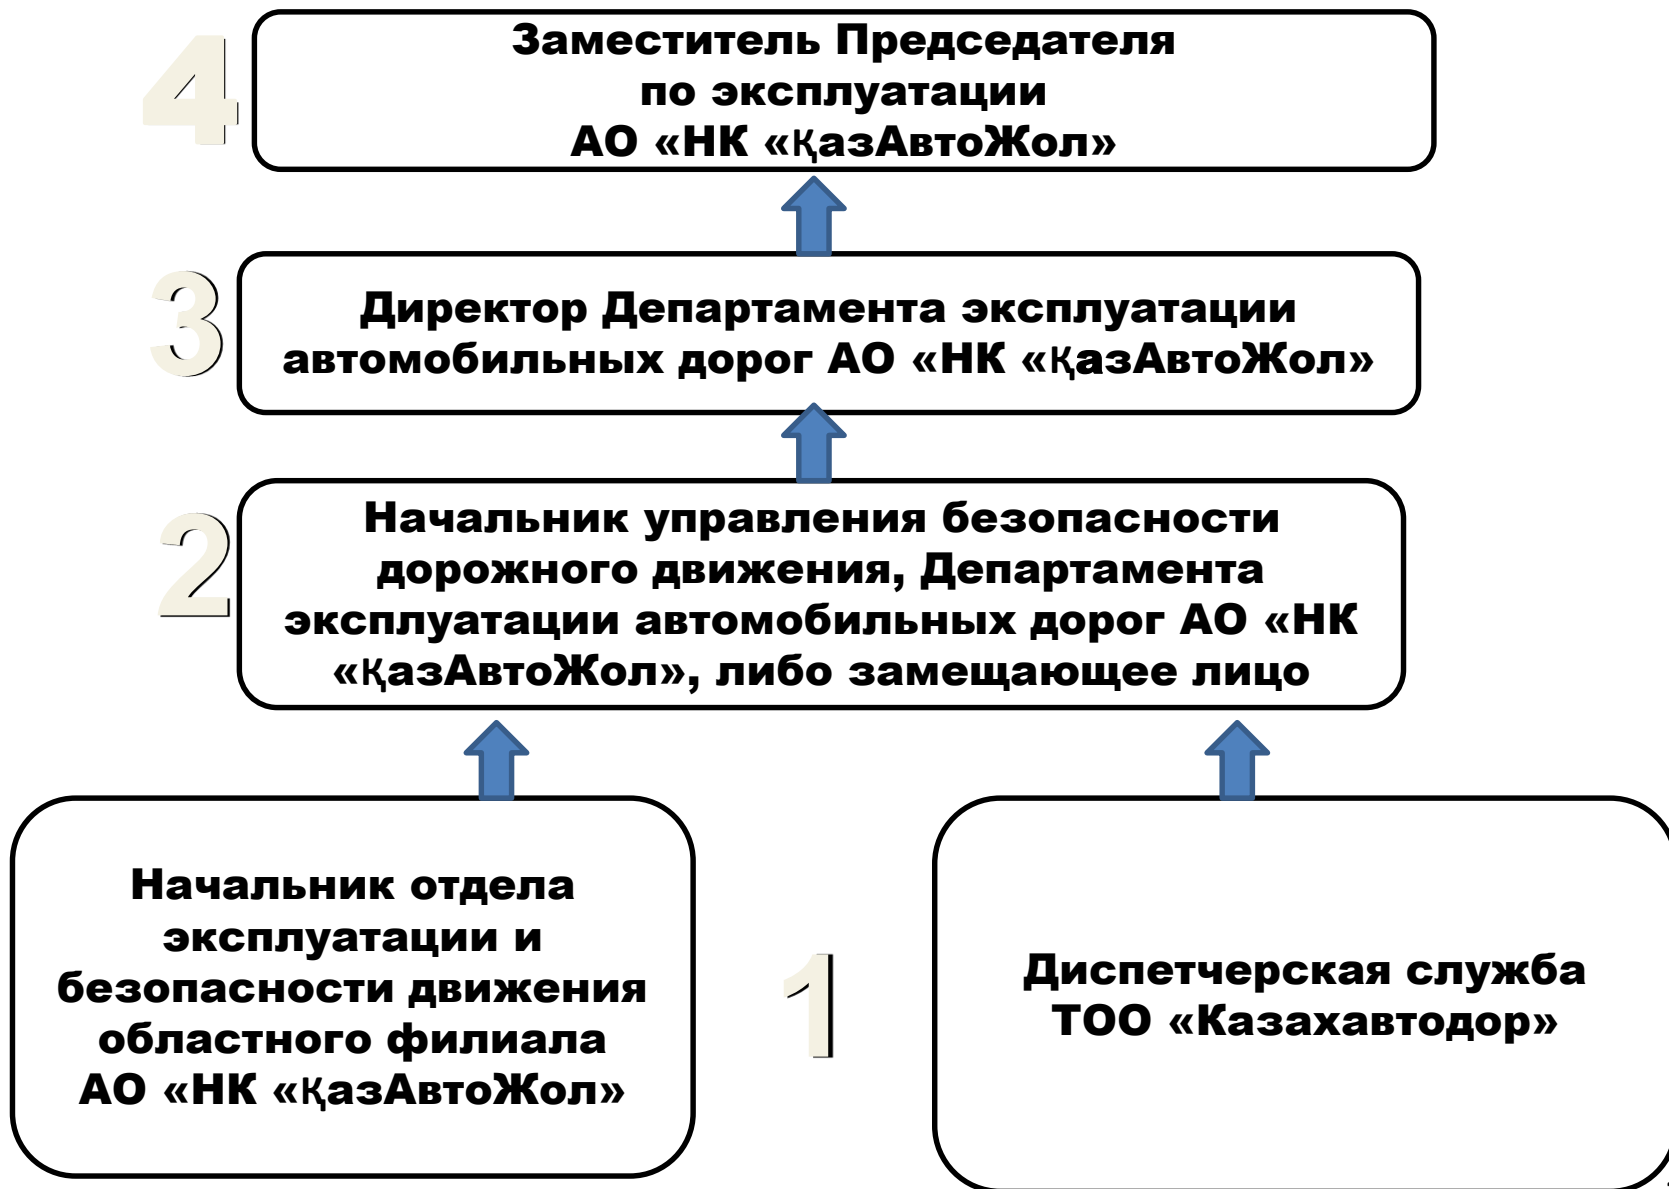 4
Заместитель Председателя
по эксплуатации
АО «НК «ҚазАвтоЖол»
3
Директор Департамента эксплуатации
автомобильных дорог АО «НК «ҚазАвтоЖол»
2
Начальник управления безопасности
дорожного движения, Департамента
эксплуатации автомобильных дорог АО «НК
«ҚазАвтоЖол», либо замещающее лицо
Начальник отдела
эксплуатации и
безопасности движения
областного филиала
АО «НК «ҚазАвтоЖол»
1
Диспетчерская служба
ТОО «Казахавтодор»